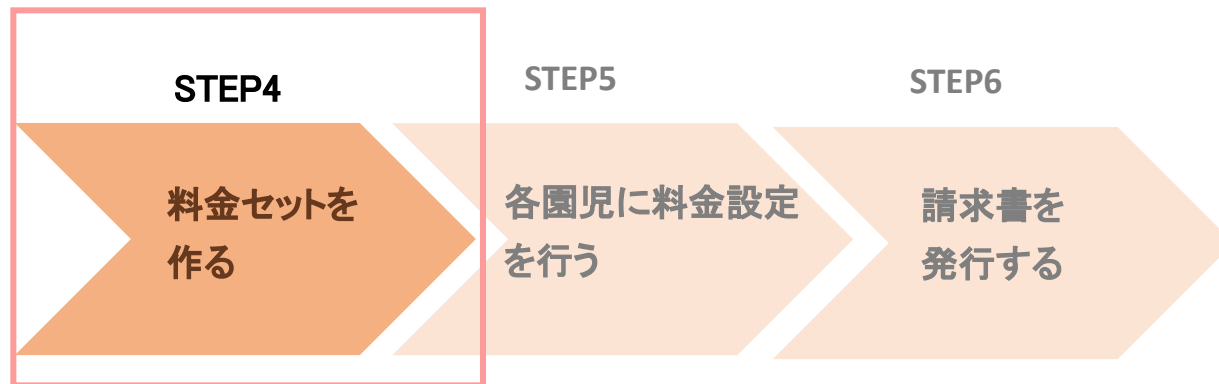 STEP4
料金セットを
作る
STEP5
各園児に料金設定
を行う
STEP6
請求書を
発行する